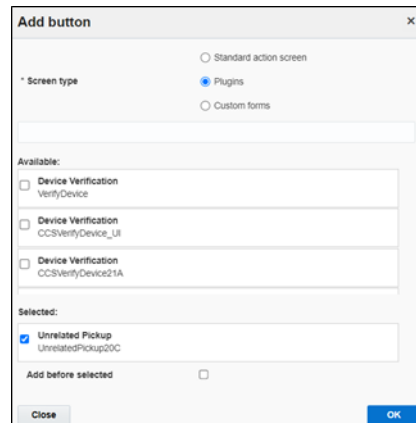 Add button
×
Standard action screen
* Screen type
Plugins
Custom forms
Available:
Device Verification
VerifyDevice
Device Verification
CCSVerifyDevice_UI
Device Verification
CCSVerifyDevice21A
Selected:
Unrelated Pickup
UnrelatedPickup20C
Add before selected
Close
OK